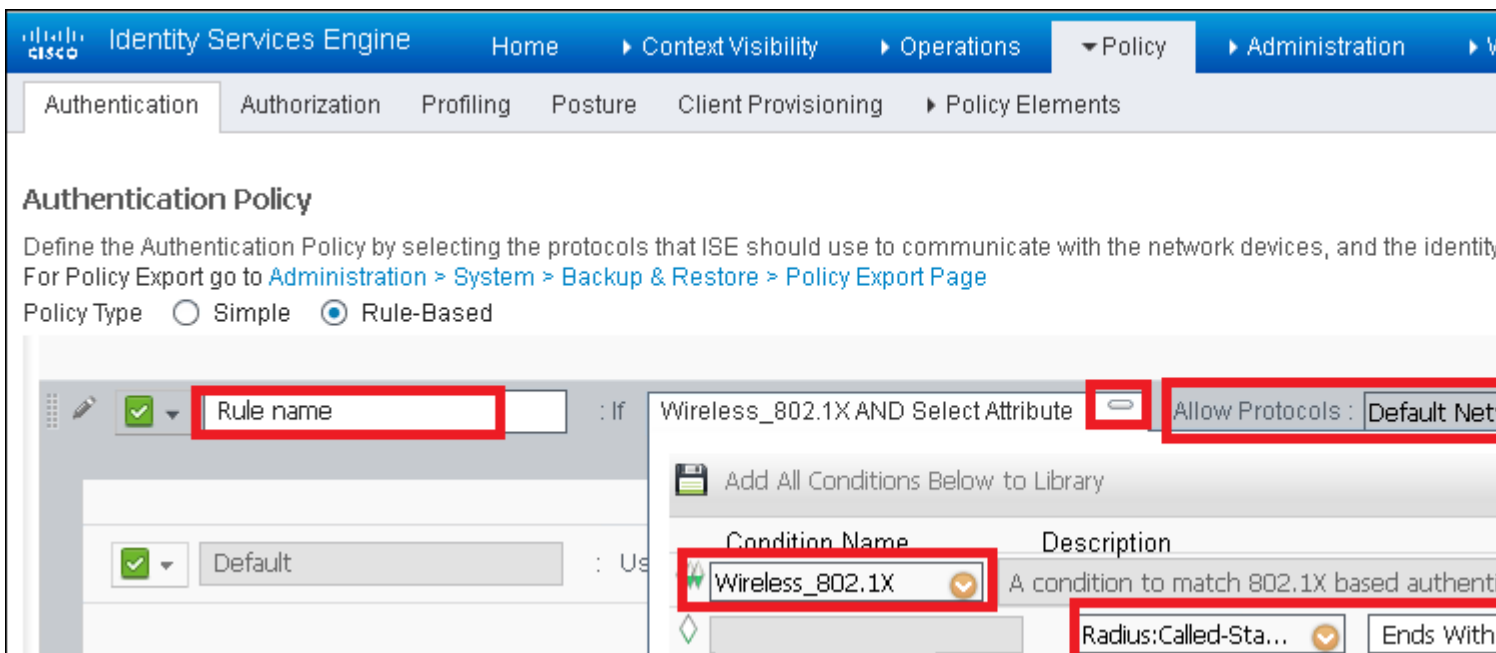 cisco Identity Services Engine Home Context Visibility Operations Policy Administration
Authentication Authorization Profiling Posture Client Provisioning Policy Elements
Authentication Policy
Define the Authentication Policy by selecting the protocols that ISE should use to communicate with the network devices, and the identity
For Policy Export go to Administration > System > Backup & Restore > Policy Export Page
Policy Type Simple Rule-Based
Rule name : If Wireless_802.1X AND Select Attribute Allow Protocols : Default Net
Add All Conditions Below to Library
Condition Name Description
Default : Us
Wireless_802.1X A condition to match 802.1X based authenti
Radius:Called-Sta... Ends With